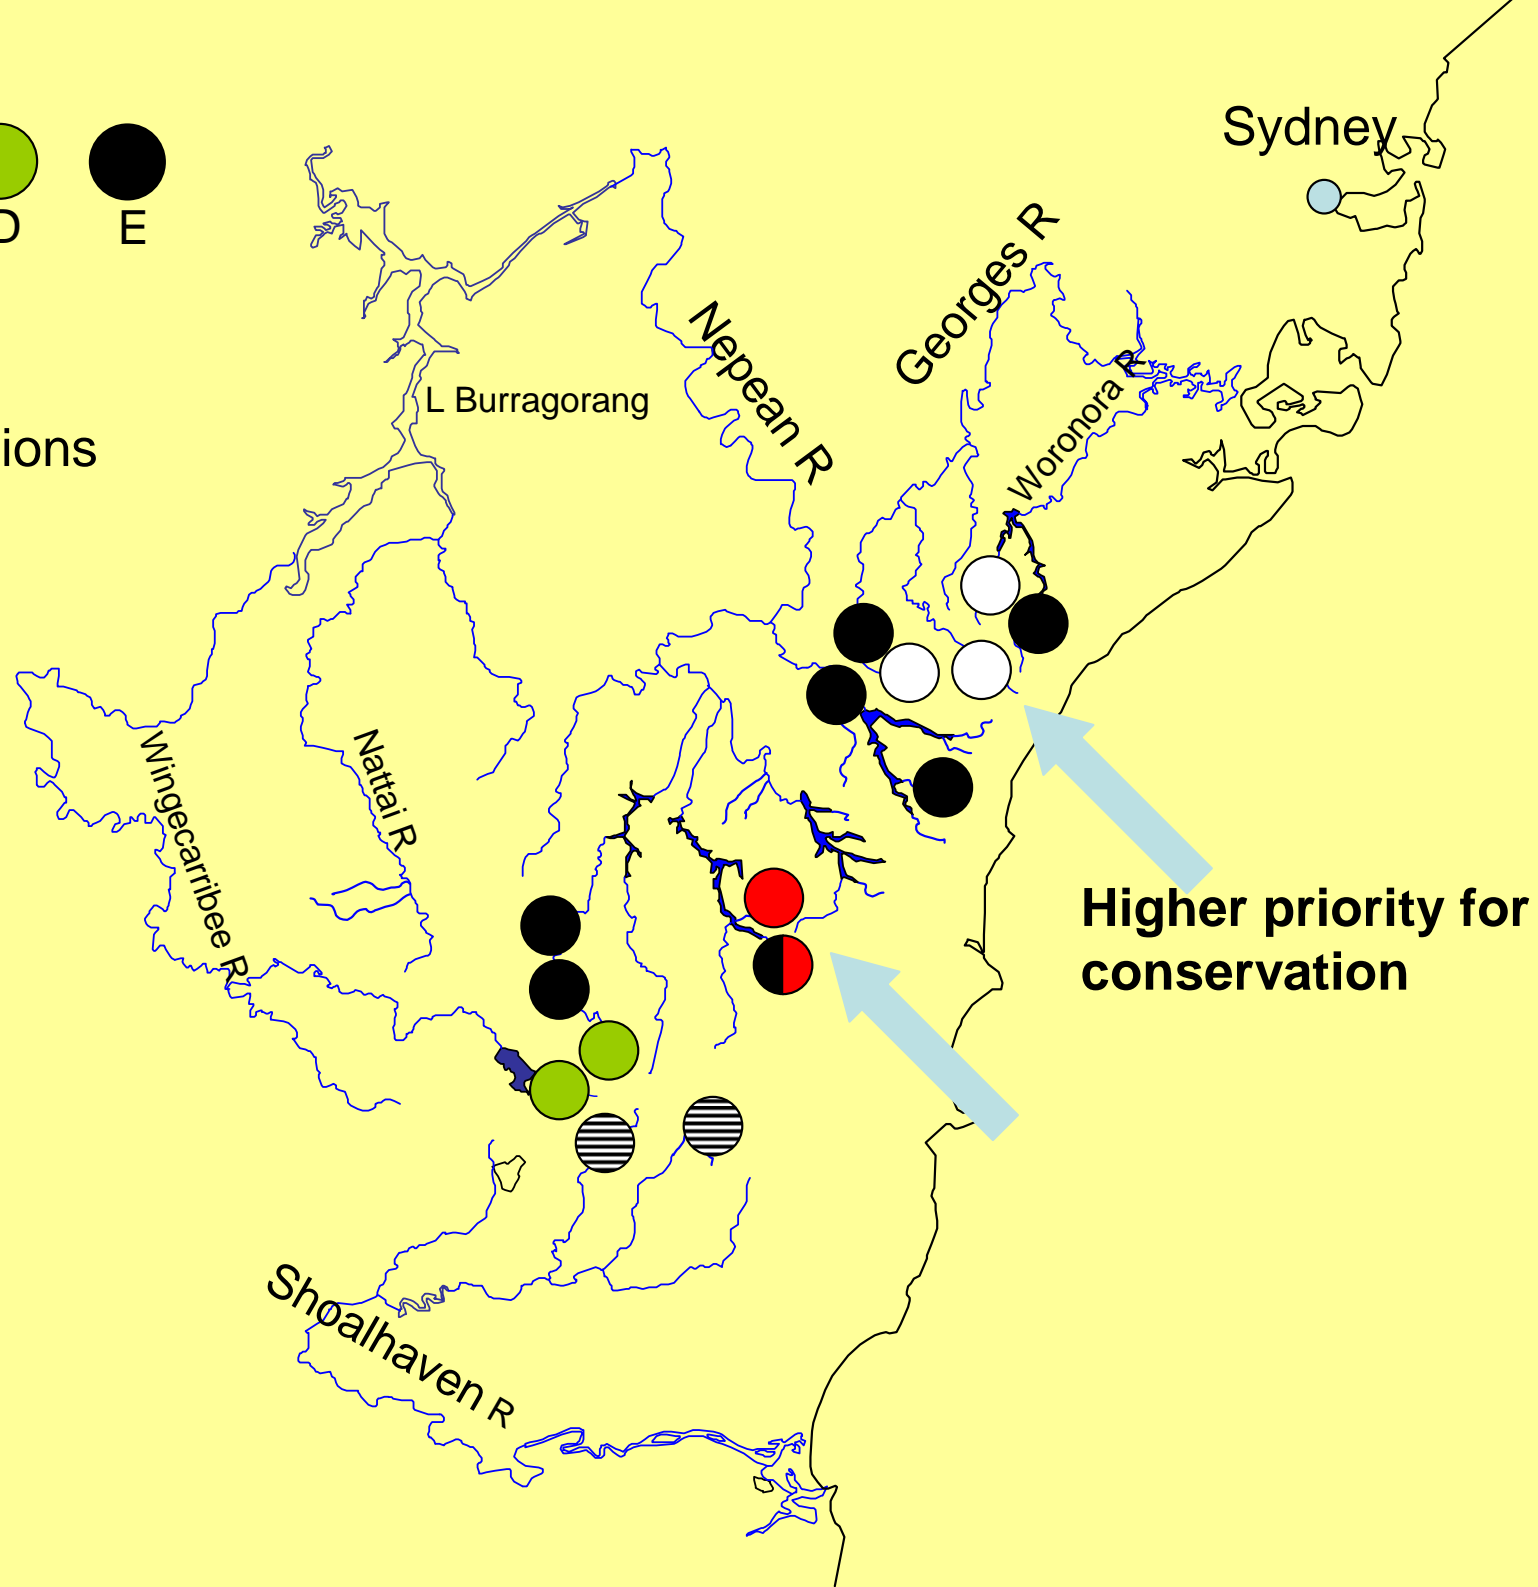 Sydney
D E
Georges R
Nepean R
Woronora R
L Burragorang
ions
Nattai R
Wingecarribee R
Higher priority for
conservation
Shoalhaven R